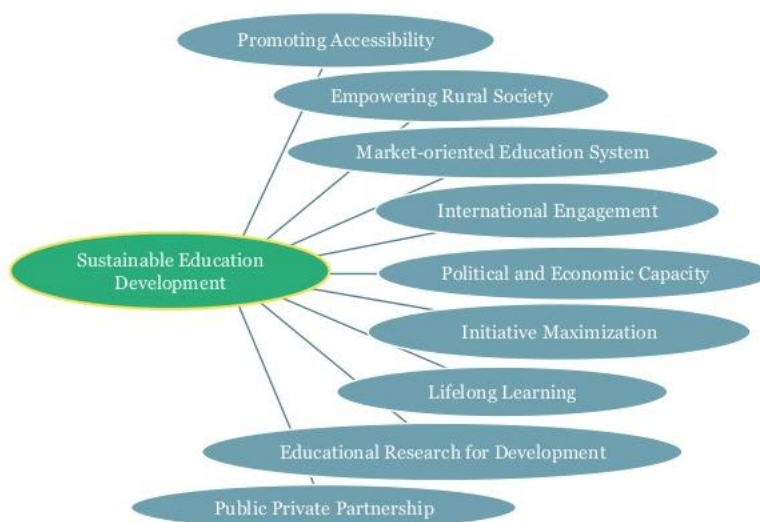 Promoting Accessibility
Empowering Rural Society
Market-oriented Education System
International Engagement
Sustainable Education
Development
Political and Economic Capacity
Initiative Maximization
Lifelong Learning
Educational Research for Development
Public Private Partnership